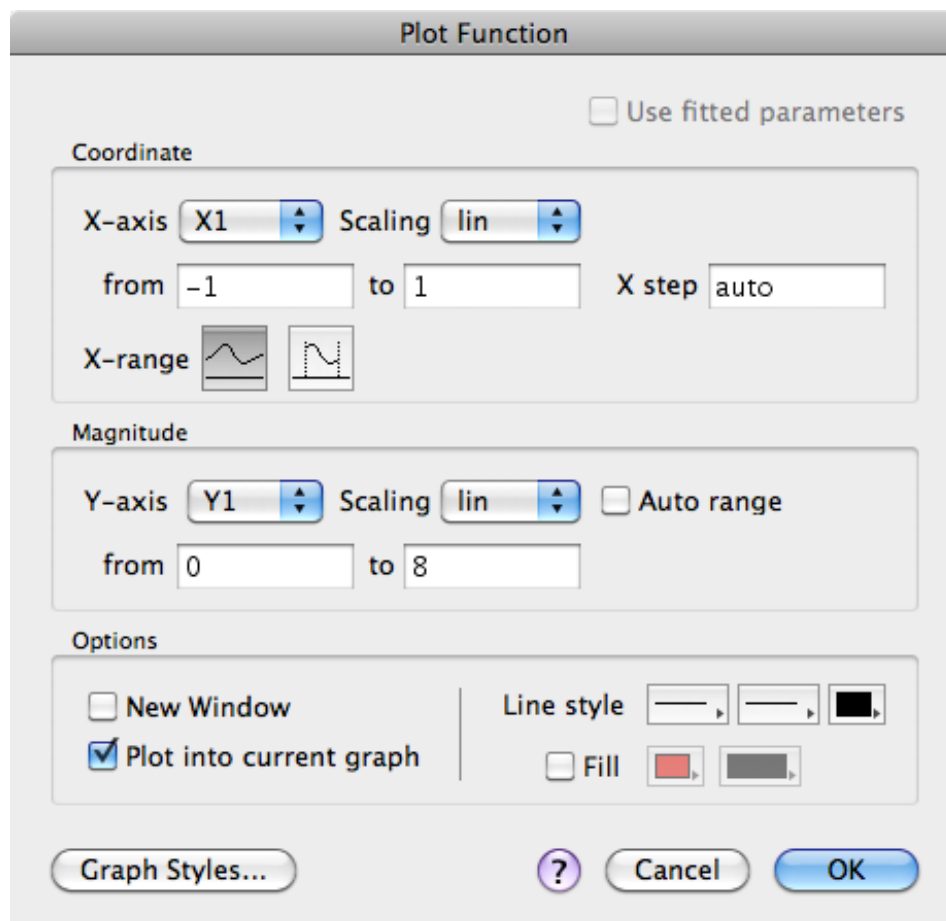 Plot Function
Use fitted parameters
Coordinate
X-axis X1 Scaling lin
from -1 to 1 X step auto
X-range
Magnitude
Y-axis Y1 Scaling lin Auto range
from 0 to 8
Options
New Window Line style
Plot into current graph Fill
Graph Styles... ? Cancel OK